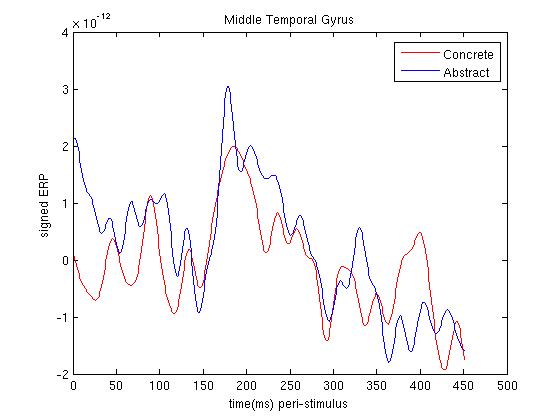 Middle Temporal Gyrus
× 10⁻¹²
4
3
2
1
0
-1
-2
signed ERP
Concrete
Abstract
0 50 100 150 200 250 300 350 400 450 500
time(ms) peri-stimulus